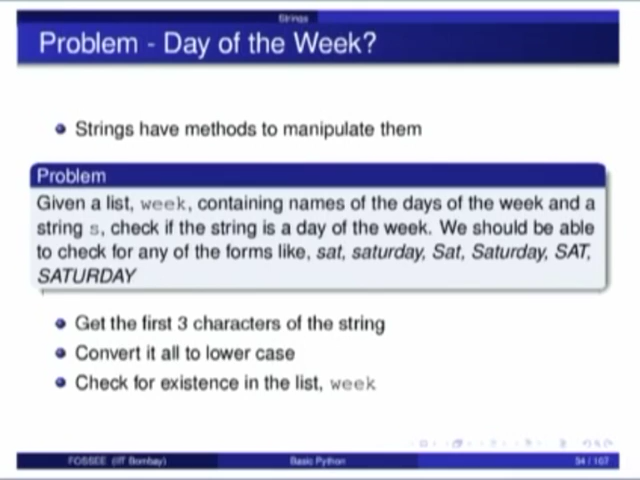 Strings
Problem - Day of the Week?
Strings have methods to manipulate them
Problem
Given a list, week, containing names of the days of the week and a
string s, check if the string is a day of the week. We should be able
to check for any of the forms like, sat, saturday, Sat, Saturday, SAT,
SATURDAY
Get the first 3 characters of the string
Convert it all to lower case
Check for existence in the list, week
FOSSEE (IIT Bombay) Basic Python 54 / 107